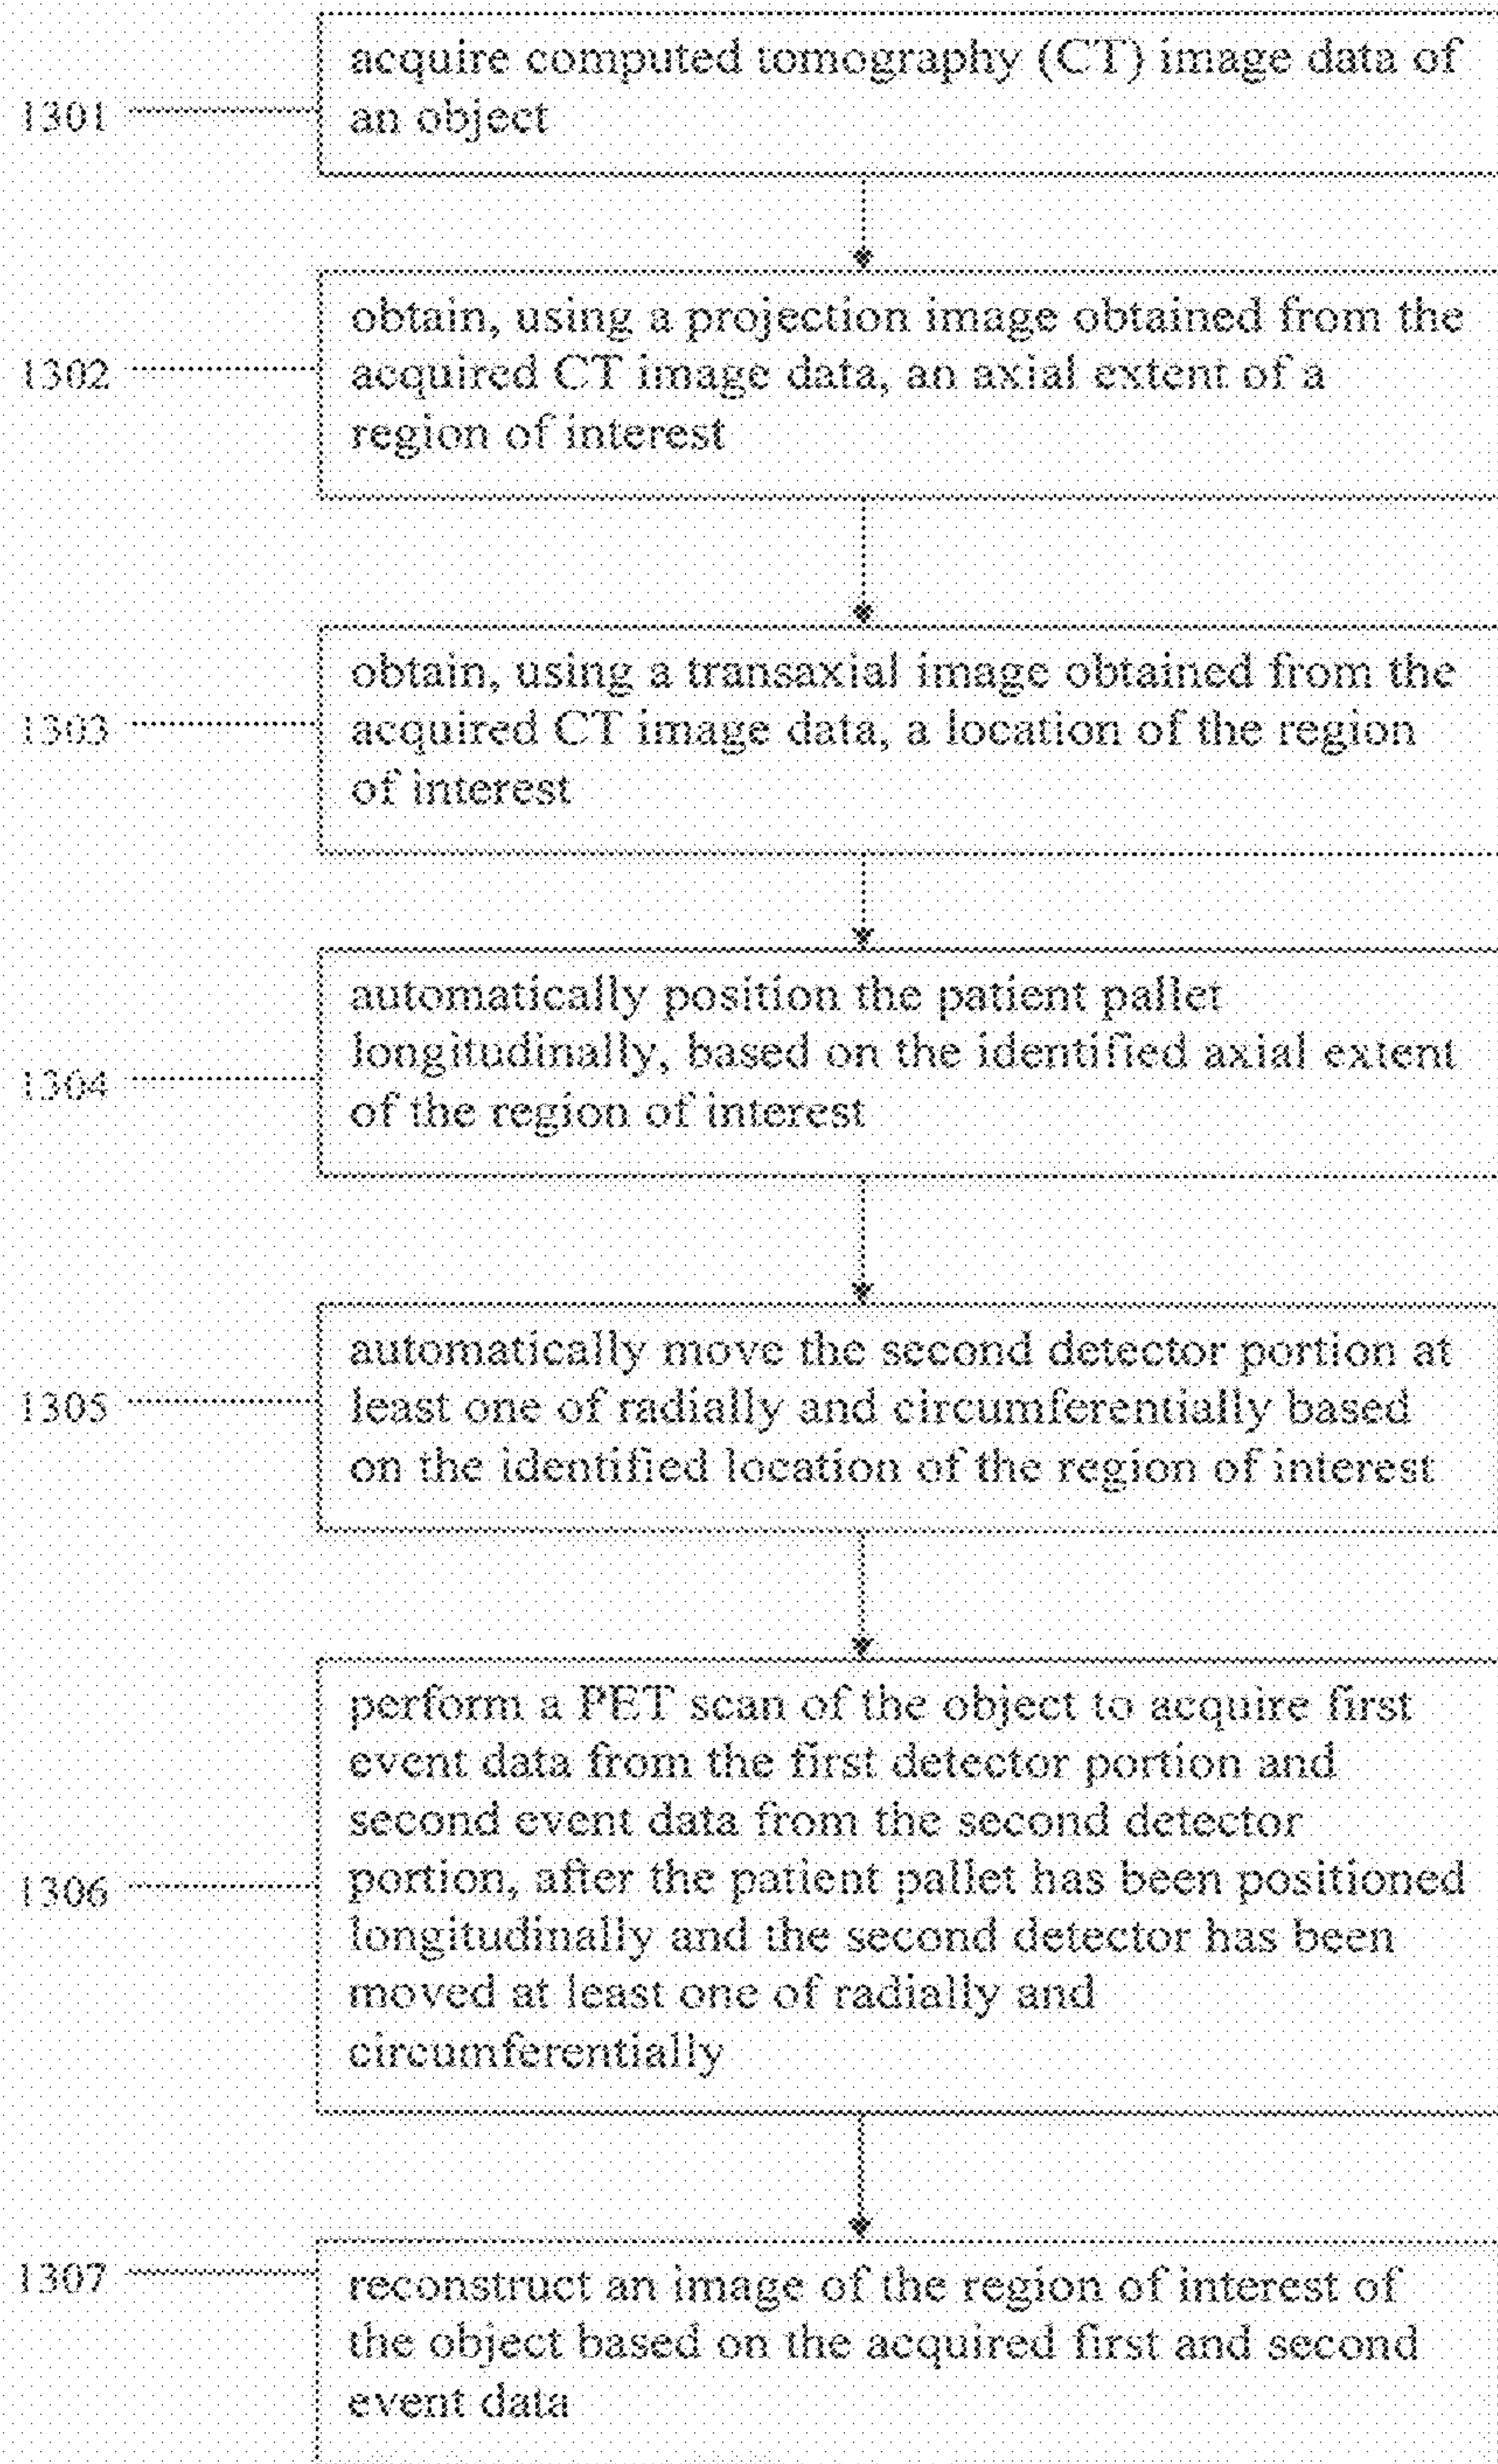 acquire computed tomography (CT) image data of
1301
an object
obtain, using a projection image obtained from the
1302
acquired CT image data, an axial extent of a
region of interest
obtain, using a transaxial image obtained from the
1303
acquired CT image data, a location of the region
of interest
automatically position the patient pallet
longitudinally, based on the identified axial extent
1304
of the region of interest
automatically move the second detector portion at
1305
least one of radially and circumferentially based
on the identified location of the region of interest
perform a PET scan of the object to acquire first
event data from the first detector portion and
second event data from the second detector
1306
portion, after the patient pallet has been positioned
longitudinally and the second detector has been
moved at least one of radially and
circumferentially
1307
reconstruct an image of the region of interest of
the object based on the acquired first and second
event data